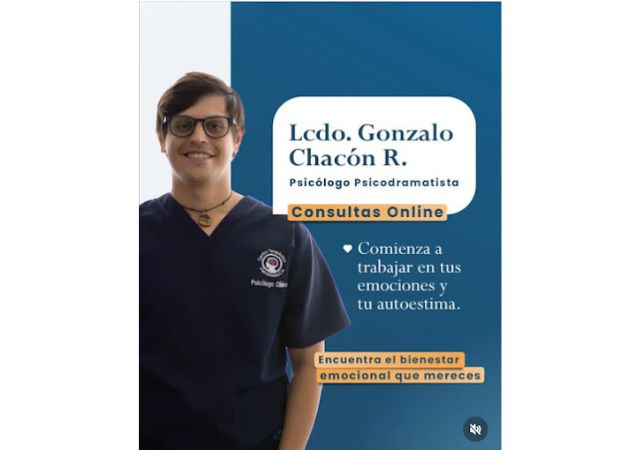 Lcdo. Gonzalo
Chacón R.
Psicólogo Psicodramatista
Consultas Online
Comienza a
trabajar en tus
emociones y
tu autoestima.
Psicólogo Clínico
Encuentra el bienestar
emocional que mereces